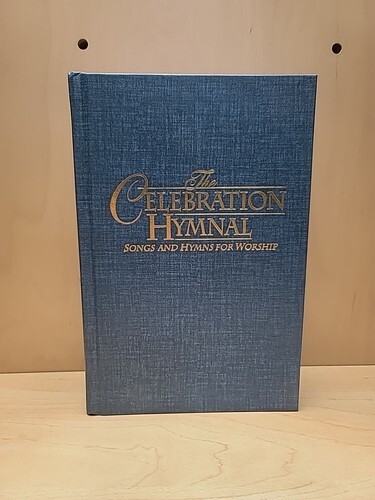 The
Celebration
Hymnal
Songs and Hymns for Worship